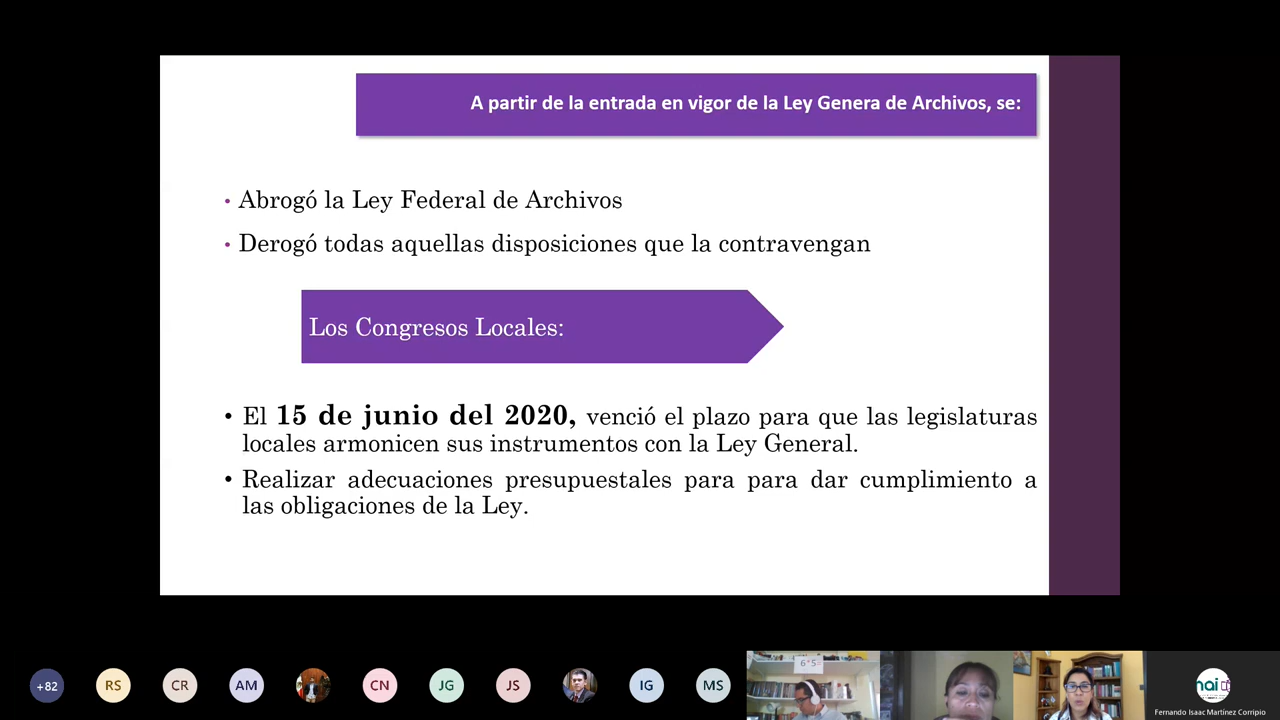 A partir de la entrada en vigor de la Ley Genera de Archivos, se:
• Abrogó la Ley Federal de Archivos
• Derogó todas aquellas disposiciones que la contravengan
Los Congresos Locales:
• El 15 de junio del 2020, venció el plazo para que las legislaturas
locales armonicen sus instrumentos con la Ley General.
• Realizar adecuaciones presupuestales para para dar cumplimiento a
las obligaciones de la Ley.
+82
RS
CR
AM
CN
JG
JS
IG
MS
6°5
nai
Fernando Isaac Martínez Corripio